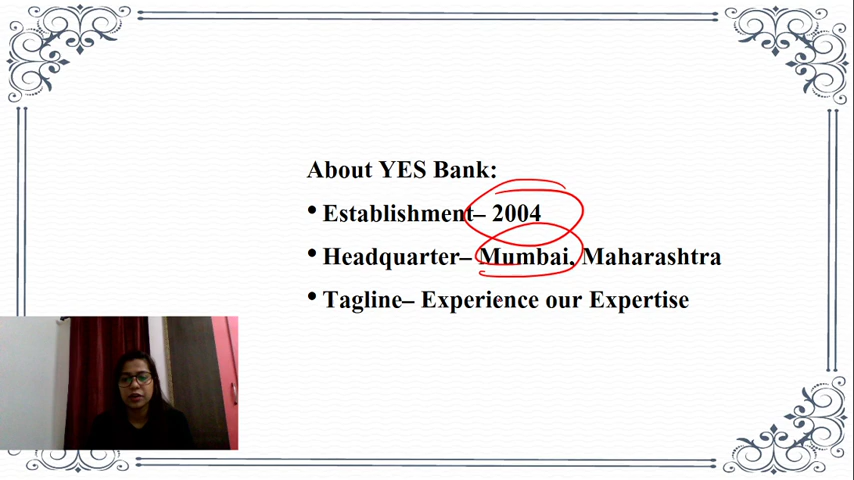 About YES Bank:
• Establishment– 2004
• Headquarter– Mumbai, Maharashtra
• Tagline– Experience our Expertise